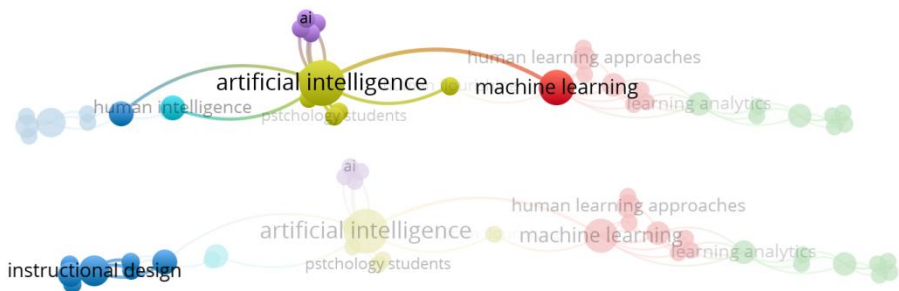 ai
artificial intelligence
human learning approaches
machine learning
human intelligence
learning analytics
pstchology students
ai
human learning approaches
artificial intelligence
machine learning
learning analytics
pstchology students
instructional design